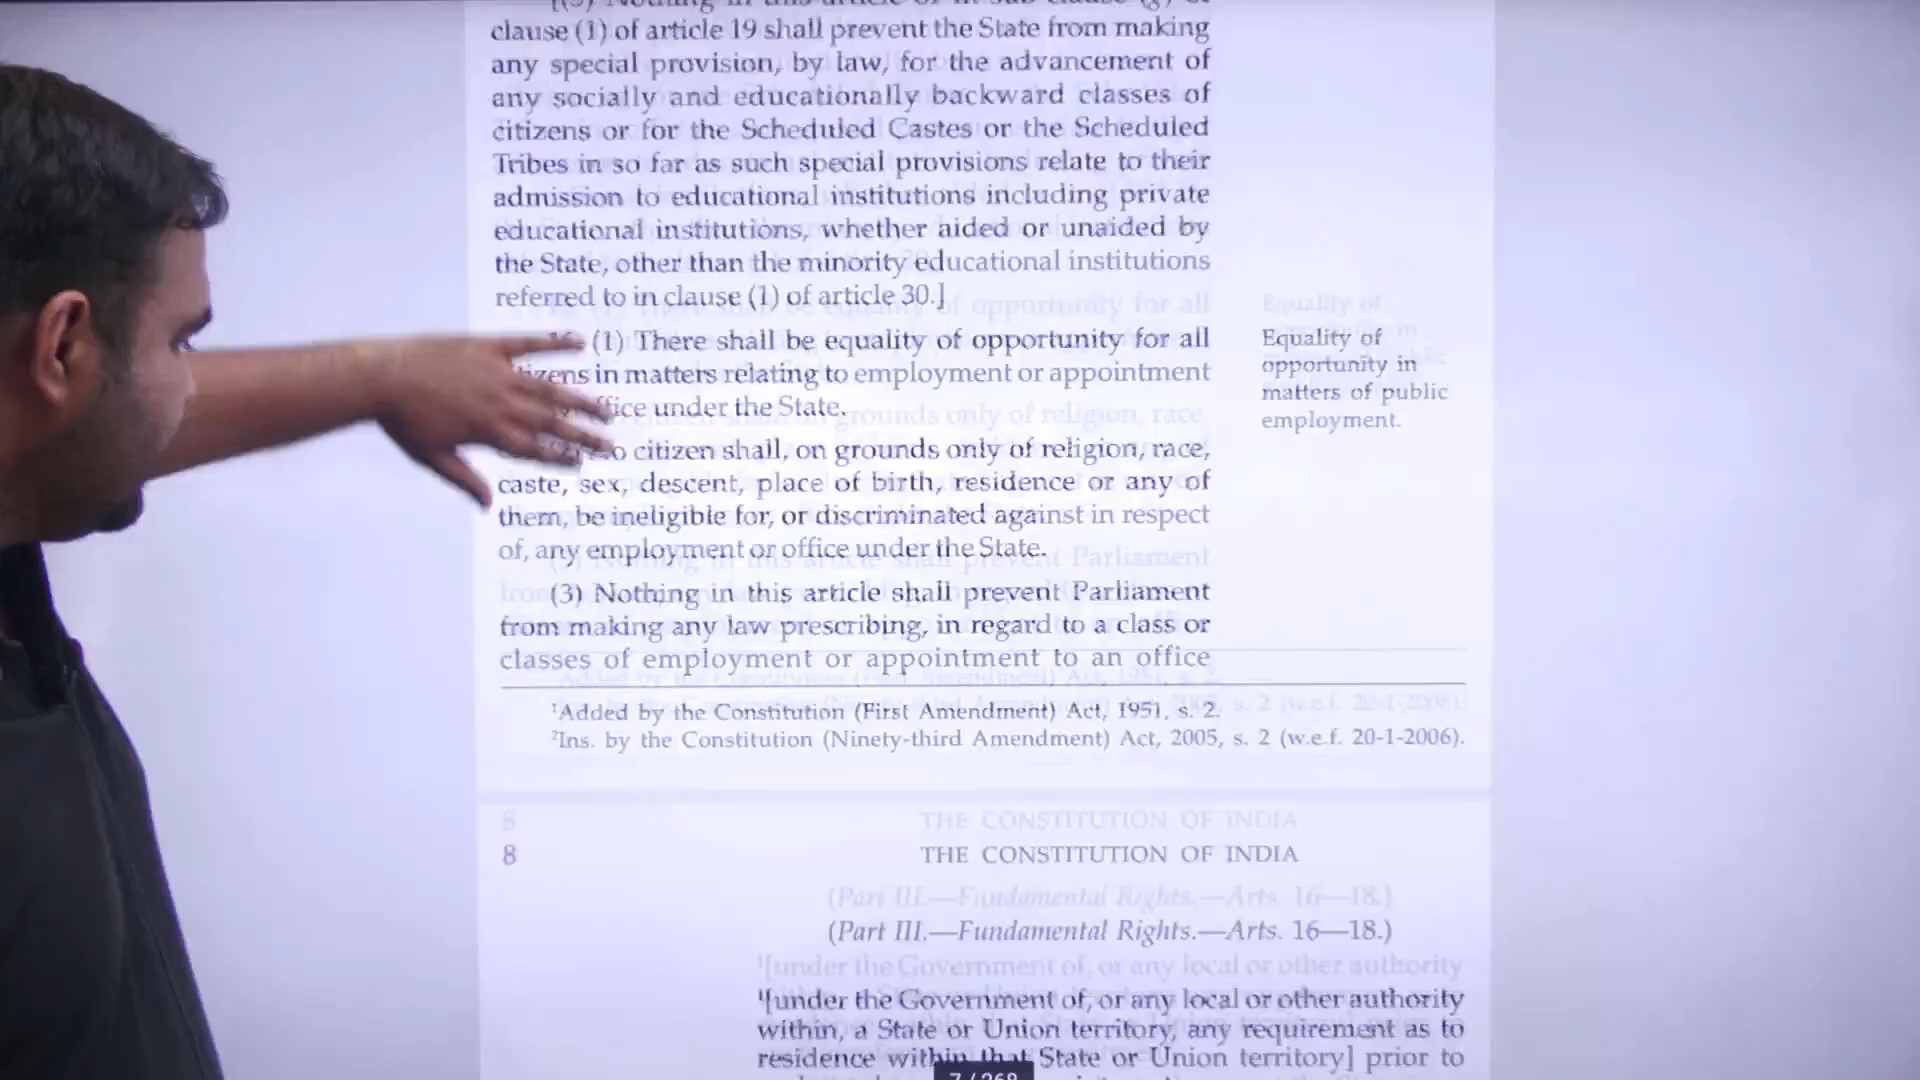 clause (1) of article 19 shall prevent the State from making
any special provision, by law, for the advancement of
any socially and educationally backward classes of
citizens or for the Scheduled Castes or the Scheduled
Tribes in so far as such special provisions relate to their
admission to educational institutions including private
educational institutions, whether aided or unaided by
the State, other than the minority educational institutions
referred to in clause (1) of article 30.]
(1) There shall be equality of opportunity for all
in matters relating to employment or appointment
under the State.
citizen shall, on grounds only of religion, race,
caste, sex, descent, place of birth, residence or any of
them, be ineligible for, or discriminated against in respect
of, any employment or office under the State.
(3) Nothing in this article shall prevent Parliament
from making any law prescribing, in regard to a class or
classes of employment or appointment to an office
Equality of
opportunity in
matters of public
employment.
¹Added by the Constitution (First Amendment) Act, 1951, s. 2.
²Ins. by the Constitution (Ninety-third Amendment) Act, 2005, s. 2 (w.e.f. 20-1-2006).
8 THE CONSTITUTION OF INDIA
(Part III.—Fundamental Rights.—Arts. 16—18.)
¹[under the Government of, or any local or other authority
within, a State or Union territory, any requirement as to
residence within that State or Union territory] prior to
7 / 268